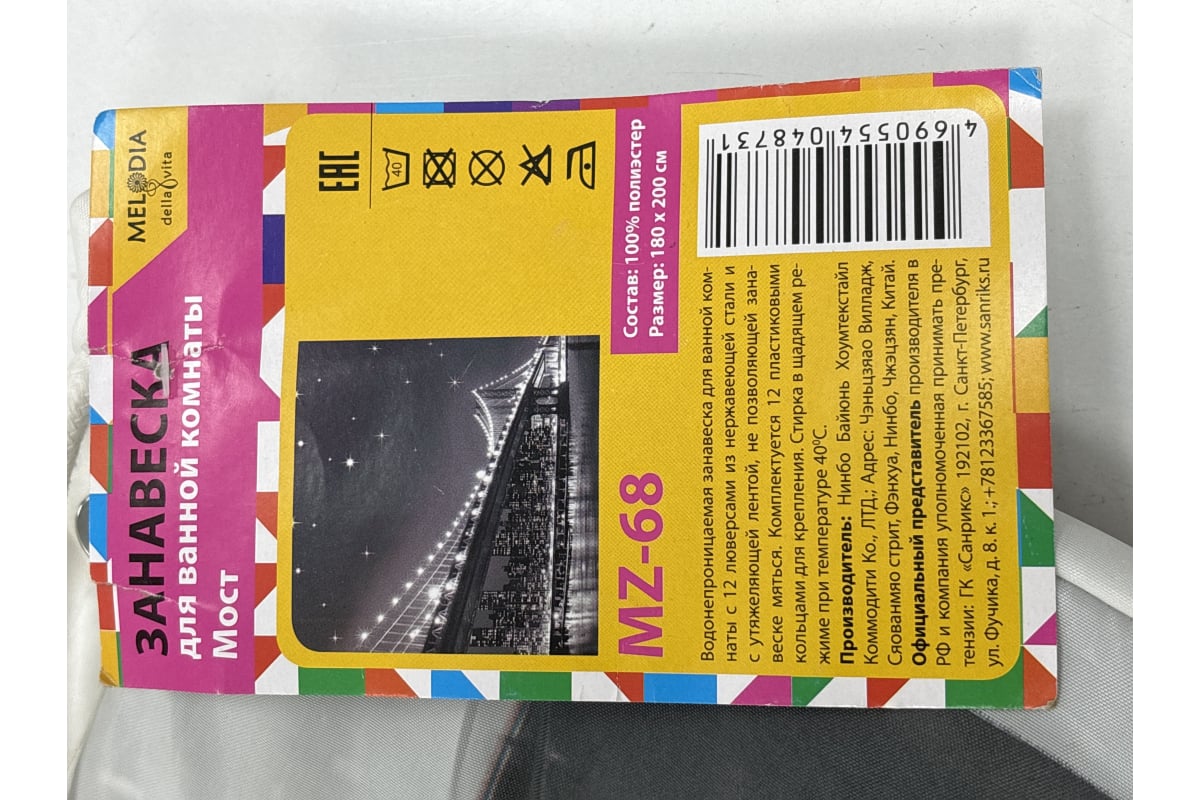 MELODIA
della vita
ЗАНАВЕСКА
для ванной комнаты
Мост
EAC
40
Состав: 100% полиэстер
Размер: 180 x 200 см
MZ-68
4 690554 048731
Водонепроницаемая занавеска для ванной ком-
наты с 12 люверсами из нержавеющей стали и
с утяжеляющей лентой, не позволяющей зана-
веске мяться. Комплектуется 12 пластиковыми
кольцами для крепления. Стирка в щадящем ре-
жиме при температуре 40⁰С.
Производитель: Нинбо Байюнь Хоумтекстайл
Коммодити Ко., ЛТД.; Адрес: Чэньцзяао Вилладж,
Сяованмяо стрит, Фэнхуа, Нинбо, Чжэцзян, Китай.
Официальный представитель производителя в
РФ и компания уполномоченная принимать пре-
тензии: ГК «Санрикс» 192102, г. Санкт-Петербург,
ул. Фучика, д. 8. к. 1.; +78123367585; www.sanriks.ru